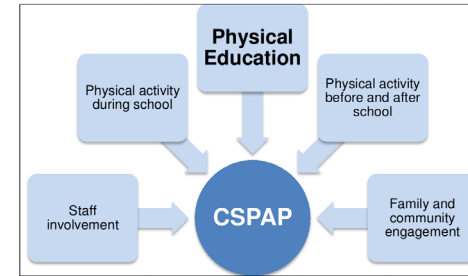 Physical
Education
Physical activity
during school
Physical activity
before and after
school
Staff
involvement
CSPAP
Family and
community
engagement